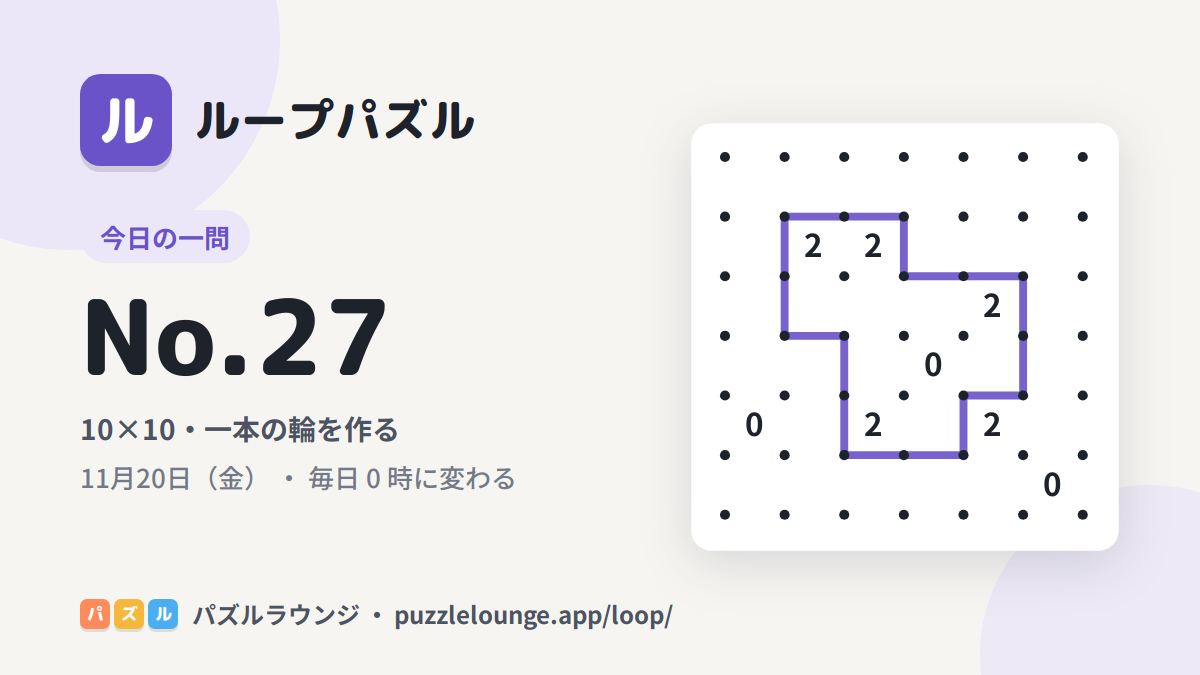 ル ループパズル
今日の一問
No.27
10×10・一本の輪を作る
11月20日（金） ・ 毎日 0 時に変わる
パズル パズルラウンジ ・ puzzlelounge.app/loop/
2 2
2
0
0 2 2
0